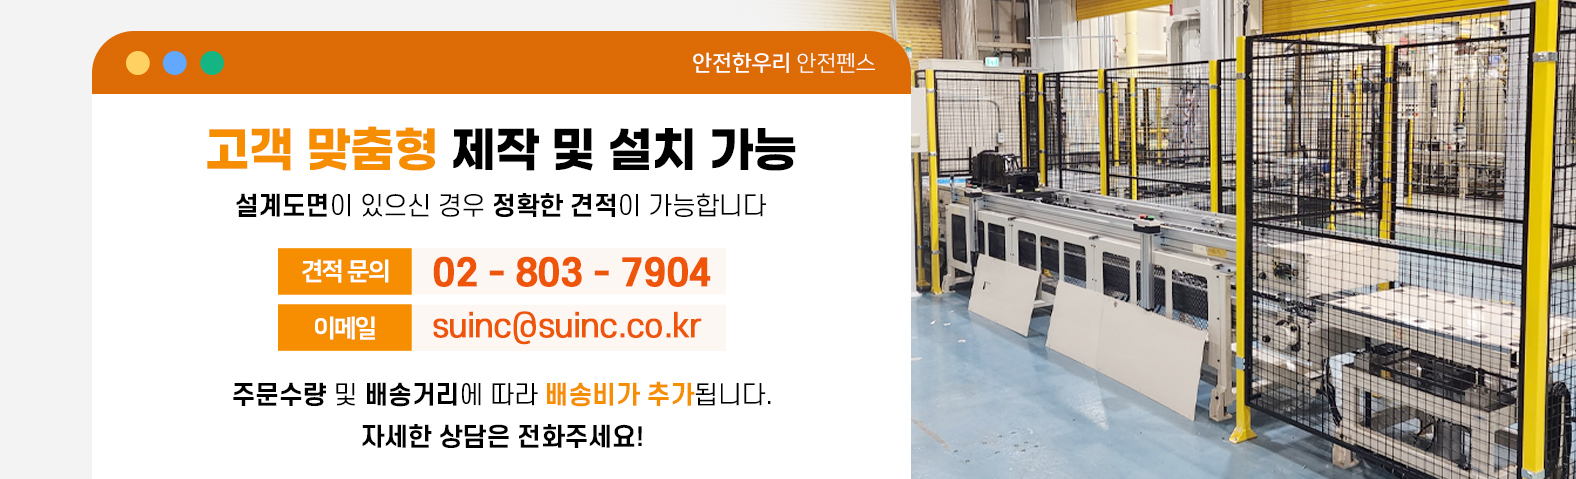 안전한우리 안전펜스
고객 맞춤형 제작 및 설치 가능
설계도면이 있으신 경우 정확한 견적이 가능합니다
견적 문의 02 - 803 - 7904
이메일 suinc@suinc.co.kr
주문수량 및 배송거리에 따라 배송비가 추가됩니다.
자세한 상담은 전화주세요!